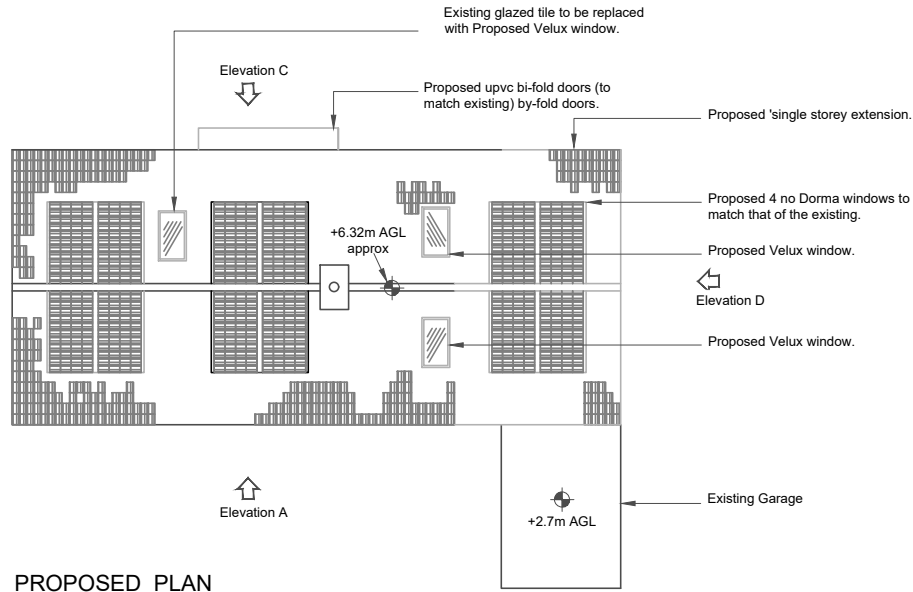 Existing glazed tile to be replaced
with Proposed Velux window.
Elevation C
Proposed upvc bi-fold doors (to
match existing) by-fold doors.
Proposed 'single storey extension.
Proposed 4 no Dorma windows to
match that of the existing.
+6.32m AGL
approx
Proposed Velux window.
Elevation D
Proposed Velux window.
Elevation A
Existing Garage
+2.7m AGL
PROPOSED PLAN